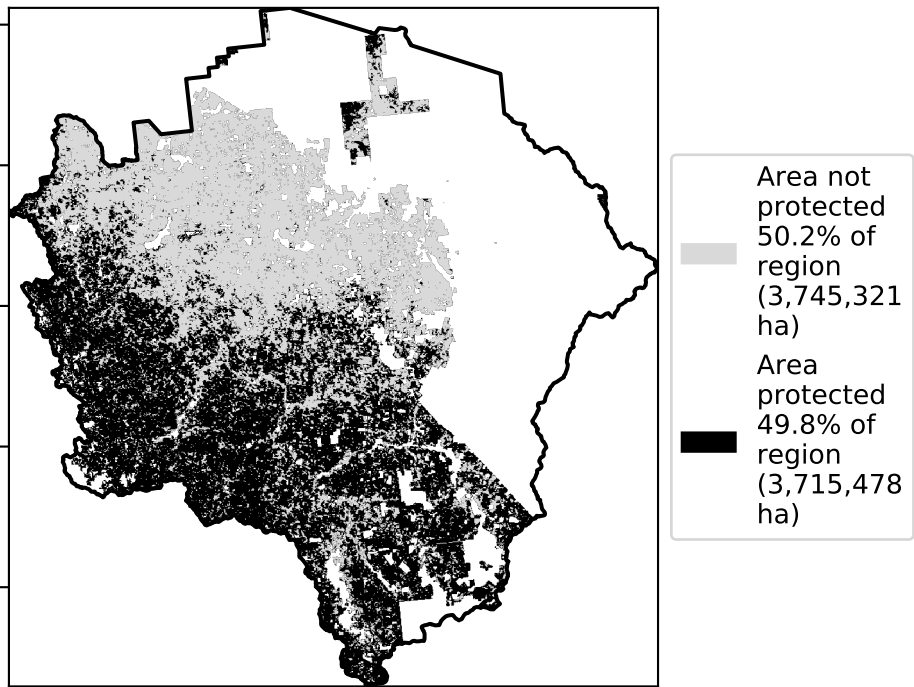 Area not
protected
50.2% of
region
(3,745,321
ha)
Area
protected
49.8% of
region
(3,715,478
ha)